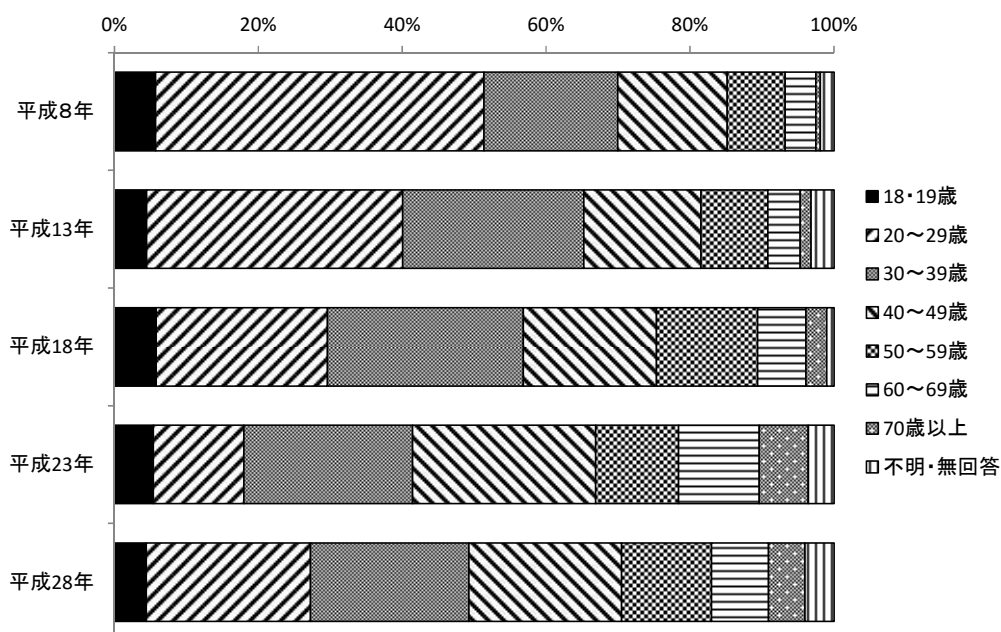 0% 20% 40% 60% 80% 100%
平成8年
平成13年
平成18年
平成23年
平成28年
18・19歳
20～29歳
30～39歳
40～49歳
50～59歳
60～69歳
70歳以上
不明・無回答